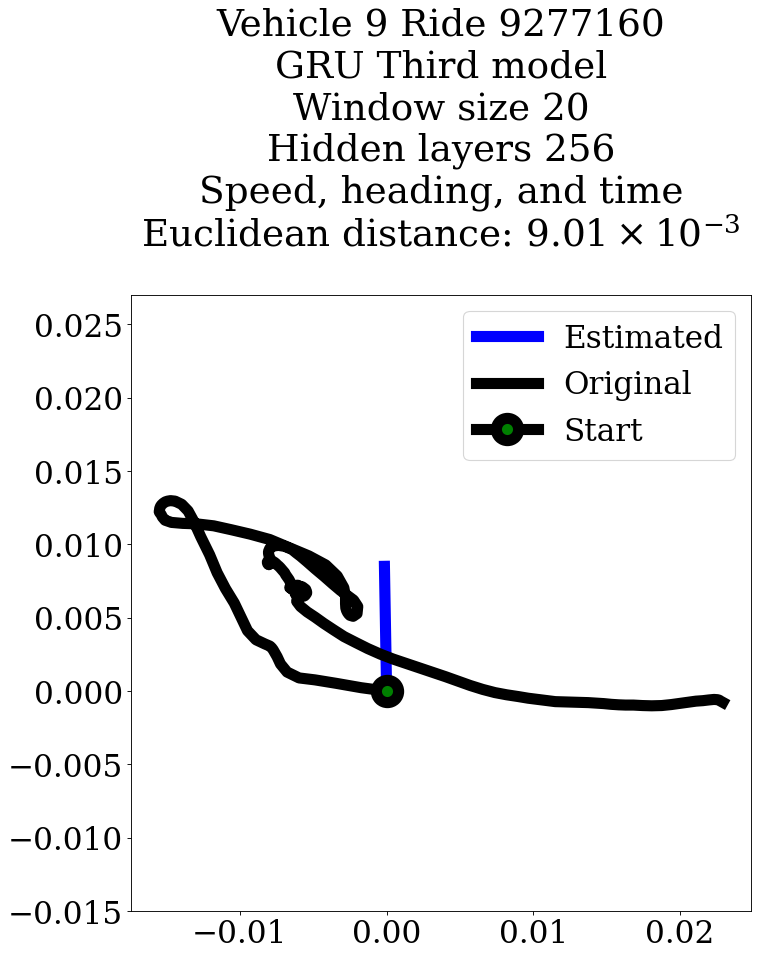 Vehicle 9 Ride 9277160
GRU Third model
Window size 20
Hidden layers 256
Speed, heading, and time
Euclidean distance: 9.01 × 10⁻³
Estimated
Original
Start
0.025
0.020
0.015
0.010
0.005
0.000
−0.005
−0.010
−0.015
−0.01 0.00 0.01 0.02